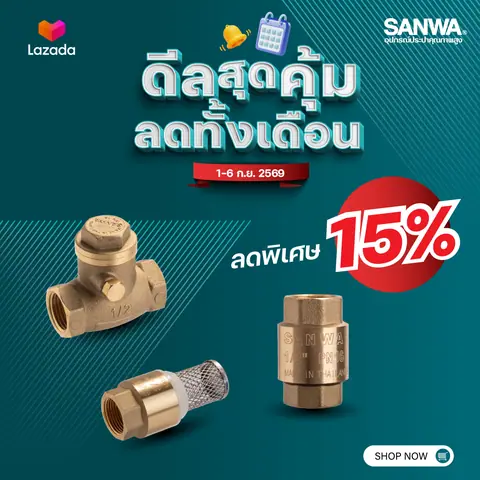 Lazada
SANWA®
อุปกรณ์ประปาคุณภาพสูง
ดีลสุดคุ้ม
ลดทั้งเดือน
1-6 ก.ย. 2569
ลดพิเศษ 15%
1/2
SANWA
MADE IN THAILAND
SHOP NOW